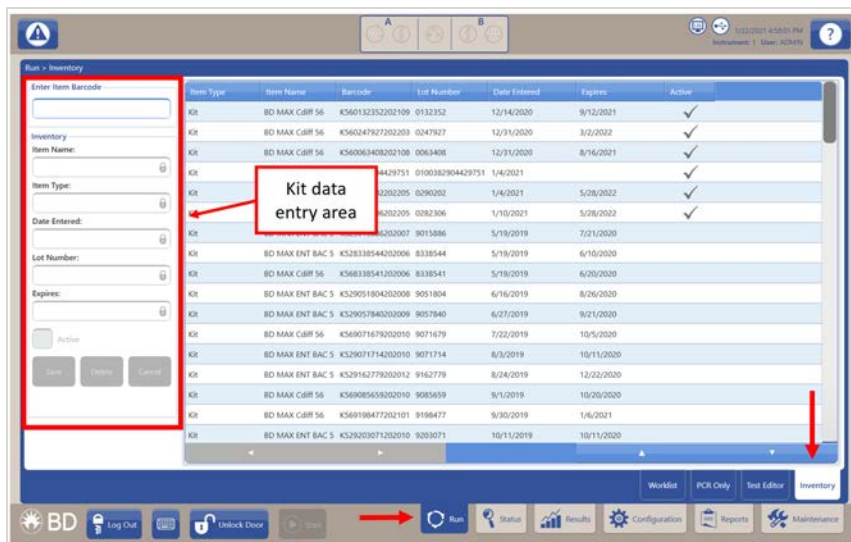 A
B
1/22/2021 4:50:01 PM
Instrument: 1 User: ADMIN
?
Run > Inventory
Enter Item Barcode
Inventory
Item Name:
Item Type:
Date Entered:
Lot Number:
Expires:
Active
Save Delete Cancel
Kit data
entry area
Item Type Item Name Barcode Lot Number Date Entered Expires Active
Kit BD MAX Cdiff 56 K560132352202109 0132352 12/14/2020 9/12/2021
Kit BD MAX Cdiff 56 K560247927202203 0247927 12/31/2020 3/2/2022
Kit BD MAX Cdiff 56 K560063408202108 0063408 12/31/2020 8/16/2021
Kit 4429751 0100382904429751 1/4/2021
Kit 02202205 0290202 1/4/2021 5/28/2022
6202205 0282306 1/10/2021 5/28/2022
Kit 9015886 5/19/2019 7/21/2020
Kit BD MAX ENT BAC 5 K528338544202006 8338544 5/19/2019 6/10/2020
Kit BD MAX Cdiff 56 K568338541202006 8338541 5/19/2019 6/20/2020
Kit BD MAX ENT BAC 5 K529051804202008 9051804 6/16/2019 8/26/2020
Kit BD MAX ENT BAC 5 K529057840202009 9057840 6/27/2019 9/21/2020
Kit BD MAX Cdiff 56 K569071679202010 9071679 7/22/2019 10/5/2020
Kit BD MAX ENT BAC 5 K529071714202010 9071714 8/3/2019 10/11/2020
Kit BD MAX ENT BAC 5 K529162779202012 9162779 8/24/2019 12/22/2020
Kit BD MAX Cdiff 56 K569085659202010 9085659 9/1/2019 10/20/2020
Kit BD MAX Cdiff 56 K569198477202101 9198477 9/30/2019 1/6/2021
Kit BD MAX ENT BAC 5 K529203071202010 9203071 10/11/2019 10/11/2020
Worklist PCR Only Test Editor Inventory
BD Log Out Unlock Door Start Run Status Results Configuration Reports Maintenance